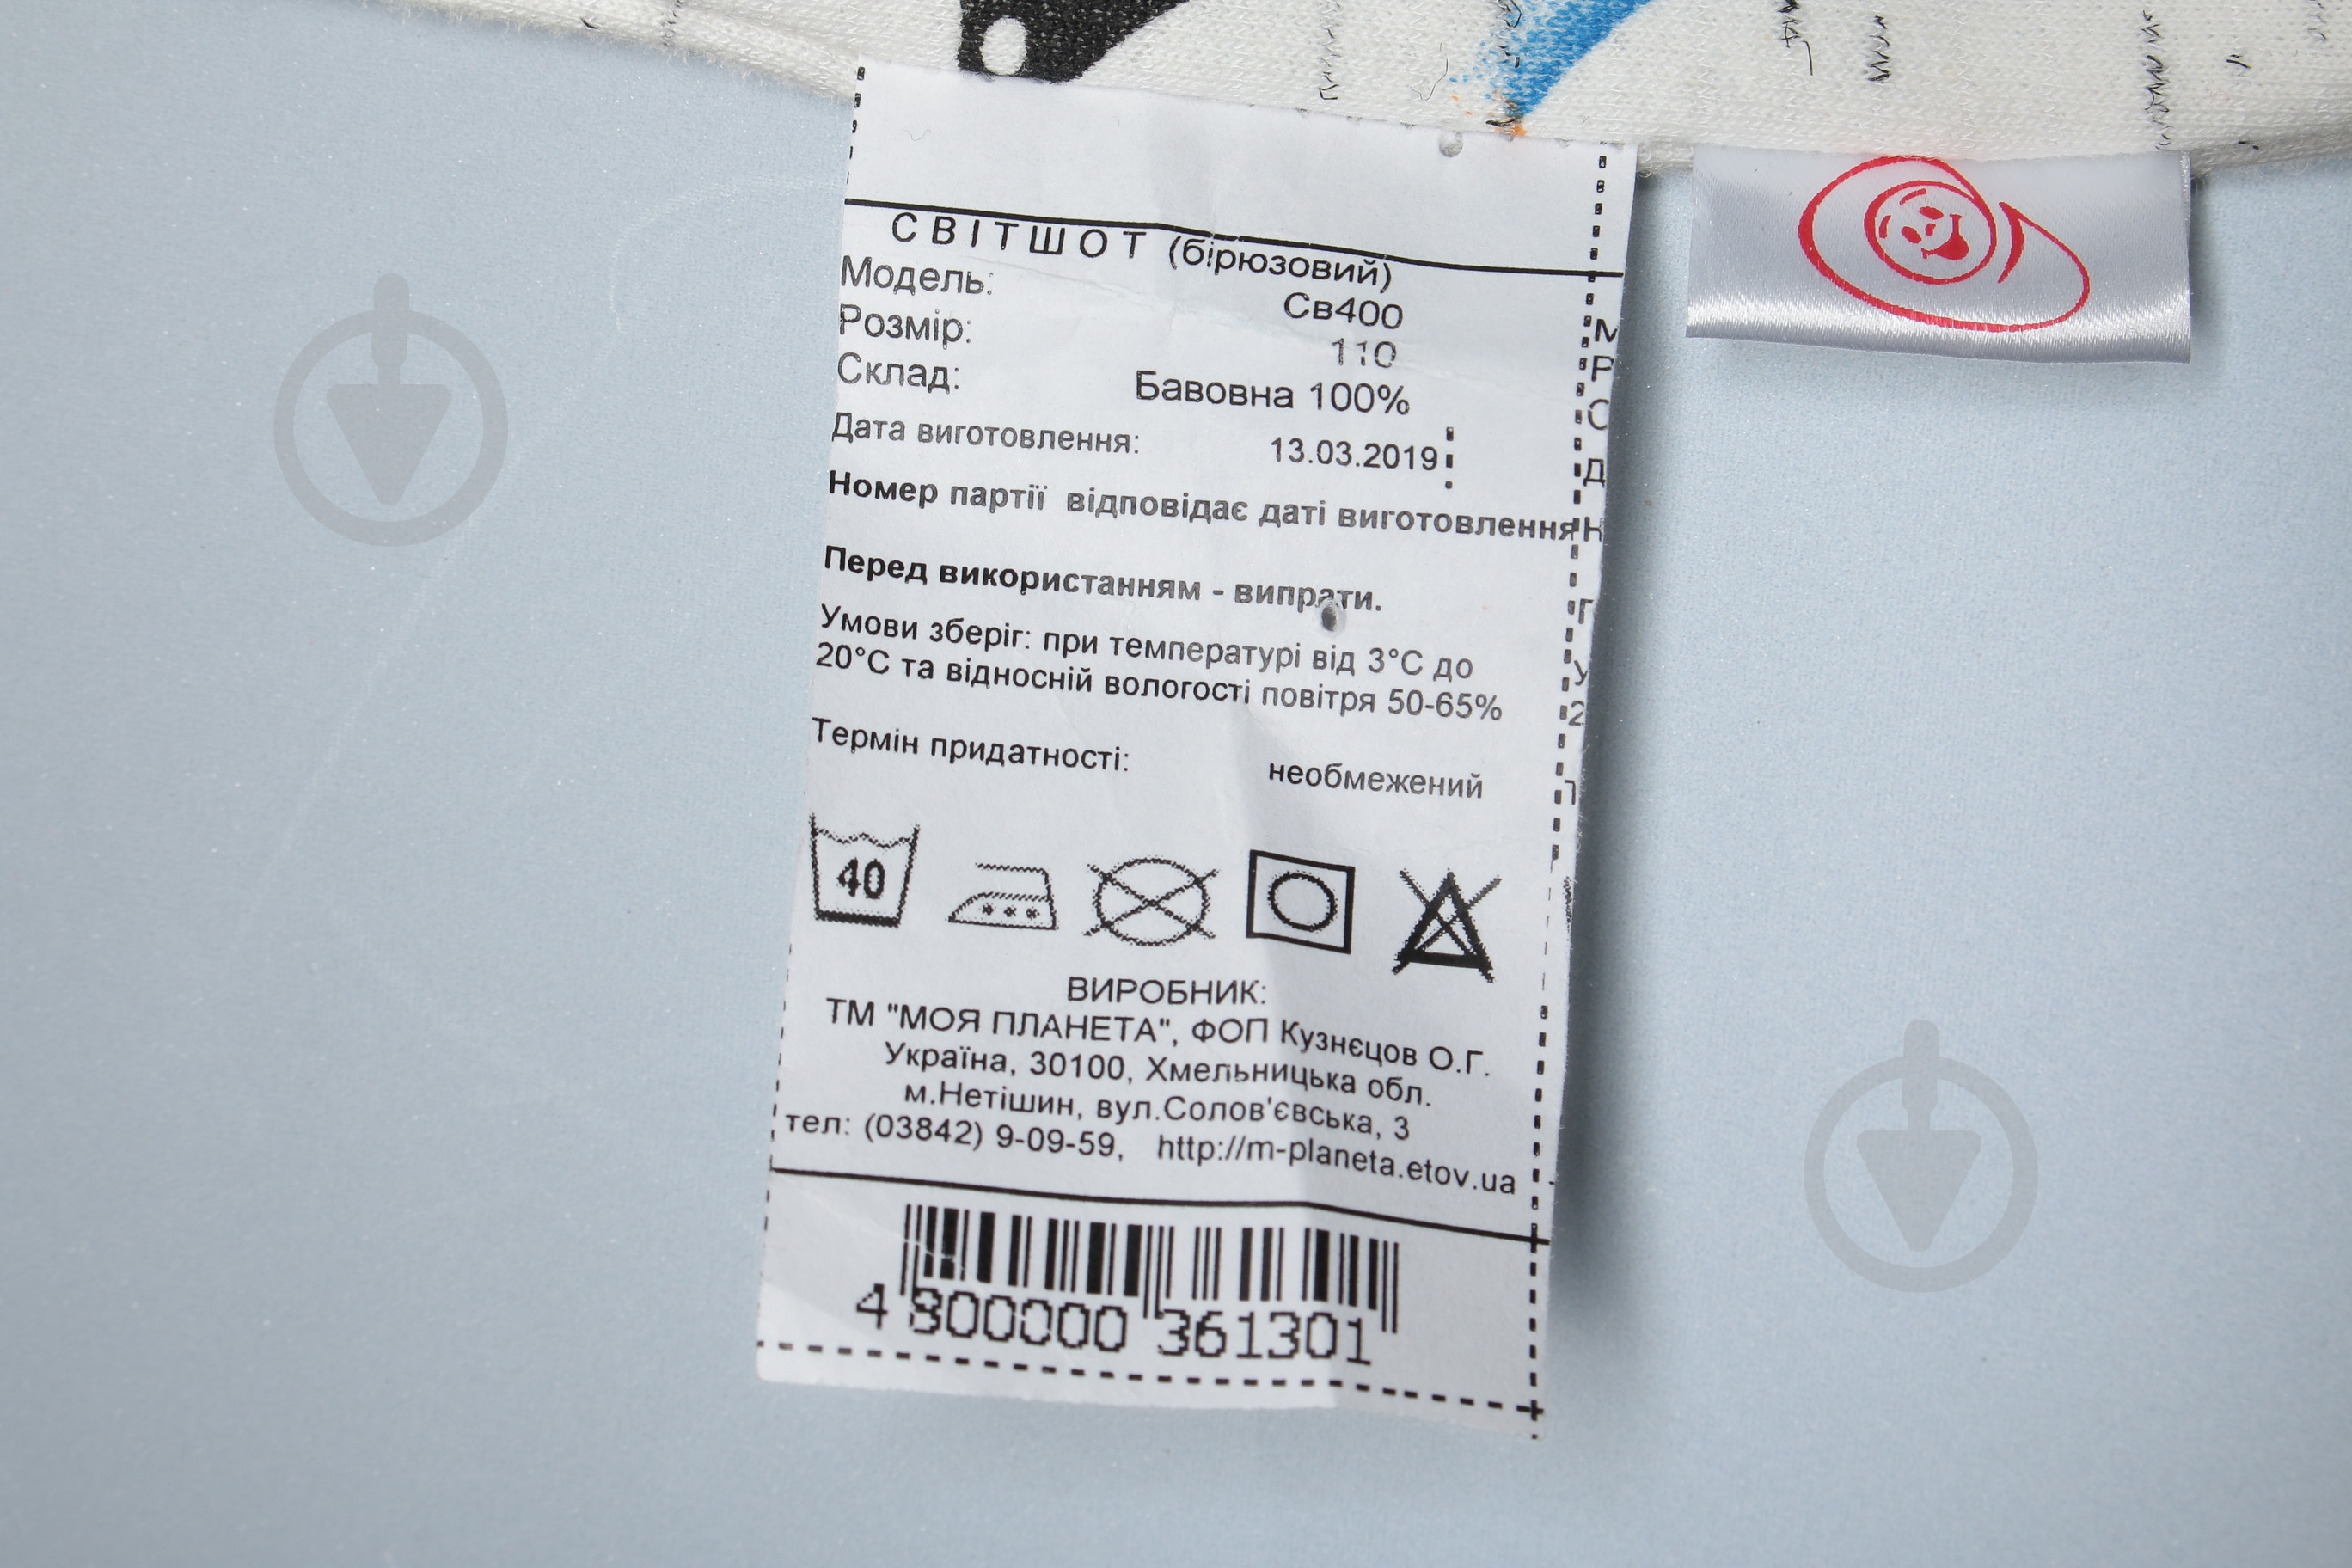 СВІТШОТ (бірюзовий)
Модель: Св400
Розмір: 110
Склад: Бавовна 100%
Дата виготовлення: 13.03.2019
Номер партії відповідає даті виготовлення
Перед використанням - випрати.
Умови зберіг: при температурі від 3°С до
20°С та відносній вологості повітря 50-65%
Термін придатності: необмежений
40
ВИРОБНИК:
ТМ "МОЯ ПЛАНЕТА", ФОП Кузнєцов О.Г.
Україна, 30100, Хмельницька обл.
м.Нетішин, вул.Солов'євська, 3
тел: (03842) 9-09-59, http://m-planeta.etov.ua
4 800000 361301